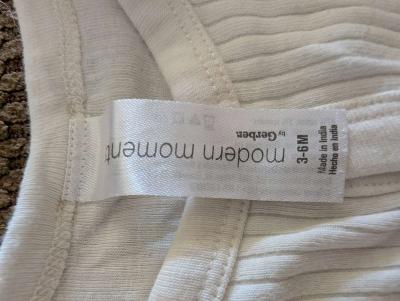 modern moment
by Gerber.
3-6M
Made in India
Hecho en India